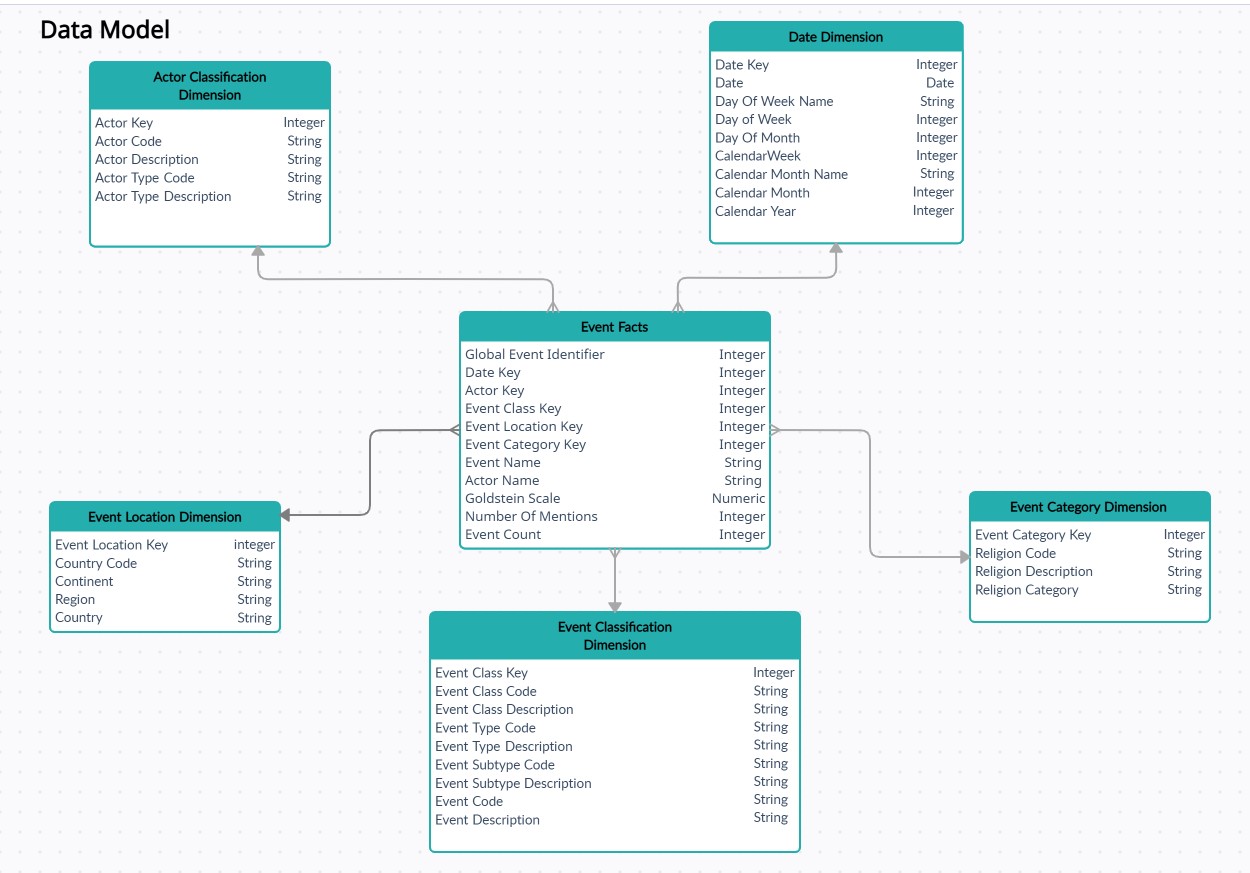 Data Model
Actor Classification
Dimension
Actor Key Integer
Actor Code String
Actor Description String
Actor Type Code String
Actor Type Description String
Date Dimension
Date Key Integer
Date Date
Day Of Week Name String
Day of Week Integer
Day Of Month Integer
CalendarWeek Integer
Calendar Month Name String
Calendar Month Integer
Calendar Year Integer
Event Facts
Global Event Identifier Integer
Date Key Integer
Actor Key Integer
Event Class Key Integer
Event Location Key Integer
Event Category Key Integer
Event Name String
Actor Name String
Goldstein Scale Numeric
Number Of Mentions Integer
Event Count Integer
Event Location Dimension
Event Location Key integer
Country Code String
Continent String
Region String
Country String
Event Category Dimension
Event Category Key Integer
Religion Code String
Religion Description String
Religion Category String
Event Classification
Dimension
Event Class Key Integer
Event Class Code String
Event Class Description String
Event Type Code String
Event Type Description String
Event Subtype Code String
Event Subtype Description String
Event Code String
Event Description String